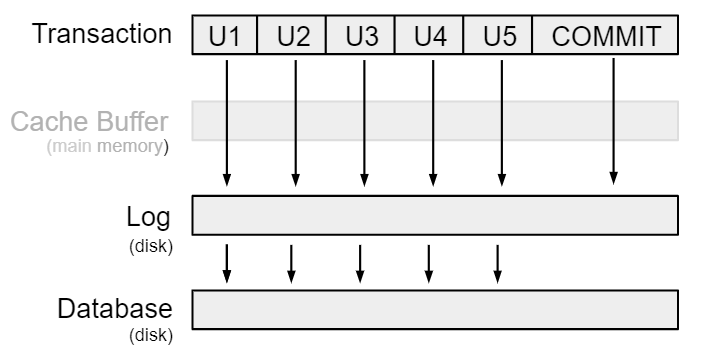 Transaction U1 U2 U3 U4 U5 COMMIT
Cache Buffer
(main memory)
Log
(disk)
Database
(disk)